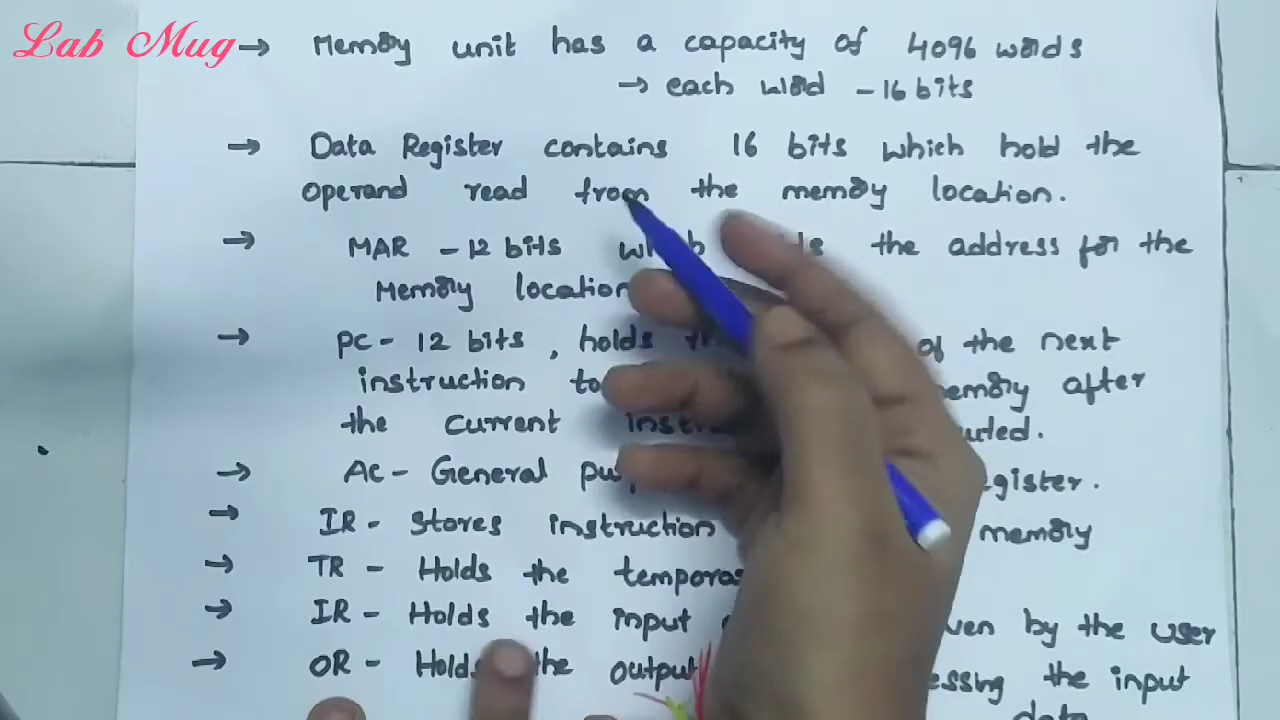 Lab Mug
→ Memory unit has a capacity of 4096 words
→ each word - 16 bits
→ Data Register contains 16 bits which hold the
operand read from the memory location.
→ MAR - 12 bits the address for the
Memory location
→ PC - 12 bits , holds of the next
instruction to memory after
the current
→ AC - General
→ IR - Stores instruction memory
→ TR - Holds the
→ IR - Holds the input by the user
→ OR - Holds the output the input
data